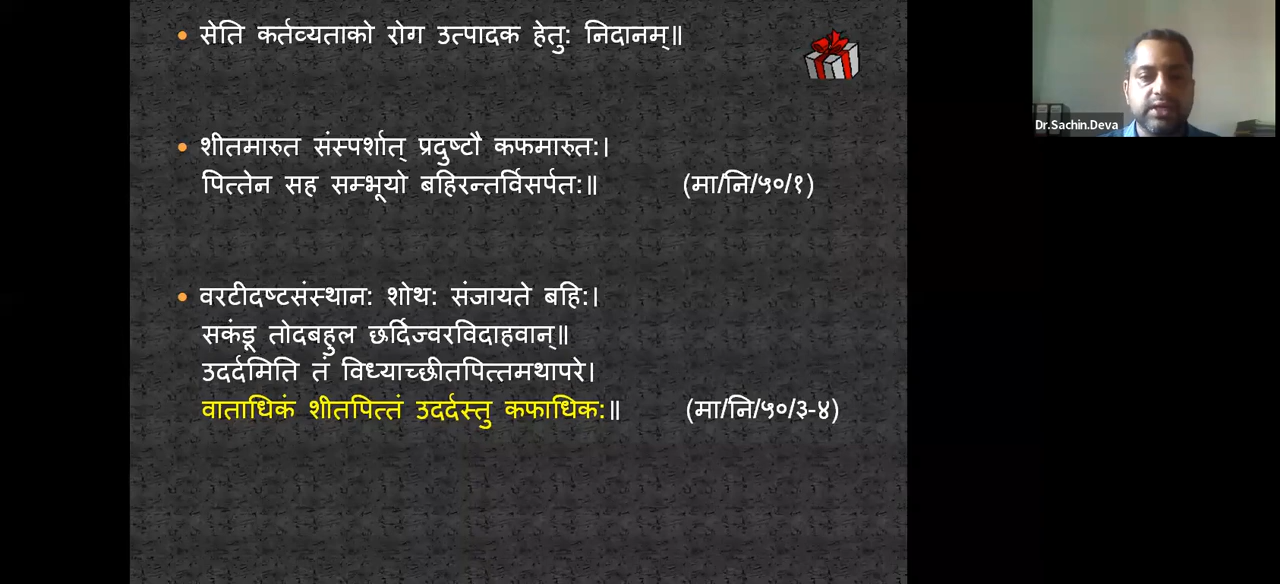 • सेति कर्तव्यताको रोग उत्पादक हेतु: निदानम्॥
• शीतमारुत संस्पर्शात् प्रदुष्टौ कफमारुत:।
पित्तेन सह सम्भूयो बहिरन्तर्विसर्पत:॥ (मा/नि/५०/१)
• वरटीदष्टसंस्थान: शोथ: संजायते बहि:।
सकंडू तोदबहुल छर्दिज्वरविदाहवान्॥
उदर्दमिति तं विध्याच्छीतपित्तमथापरे।
वाताधिकं शीतपित्तं उदर्दस्तु कफाधिक:॥ (मा/नि/५०/३-४)
Dr.Sachin.Deva